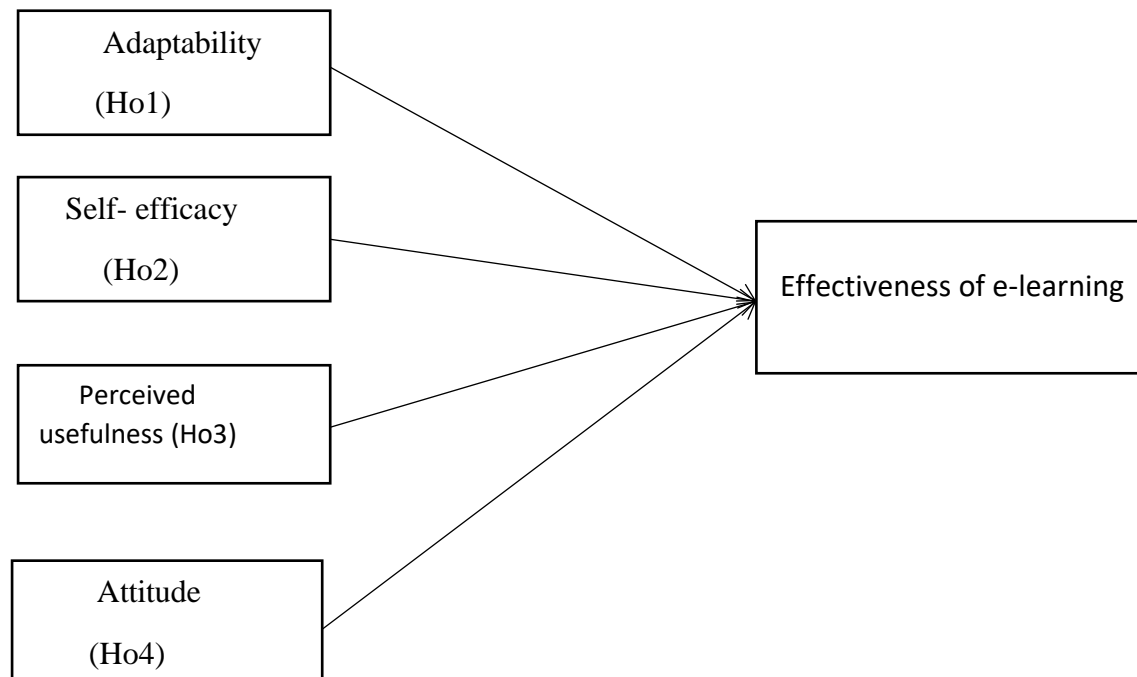 Adaptability
(Ho1)
Self- efficacy
(Ho2)
Perceived
usefulness (Ho3)
Attitude
(Ho4)
Effectiveness of e-learning